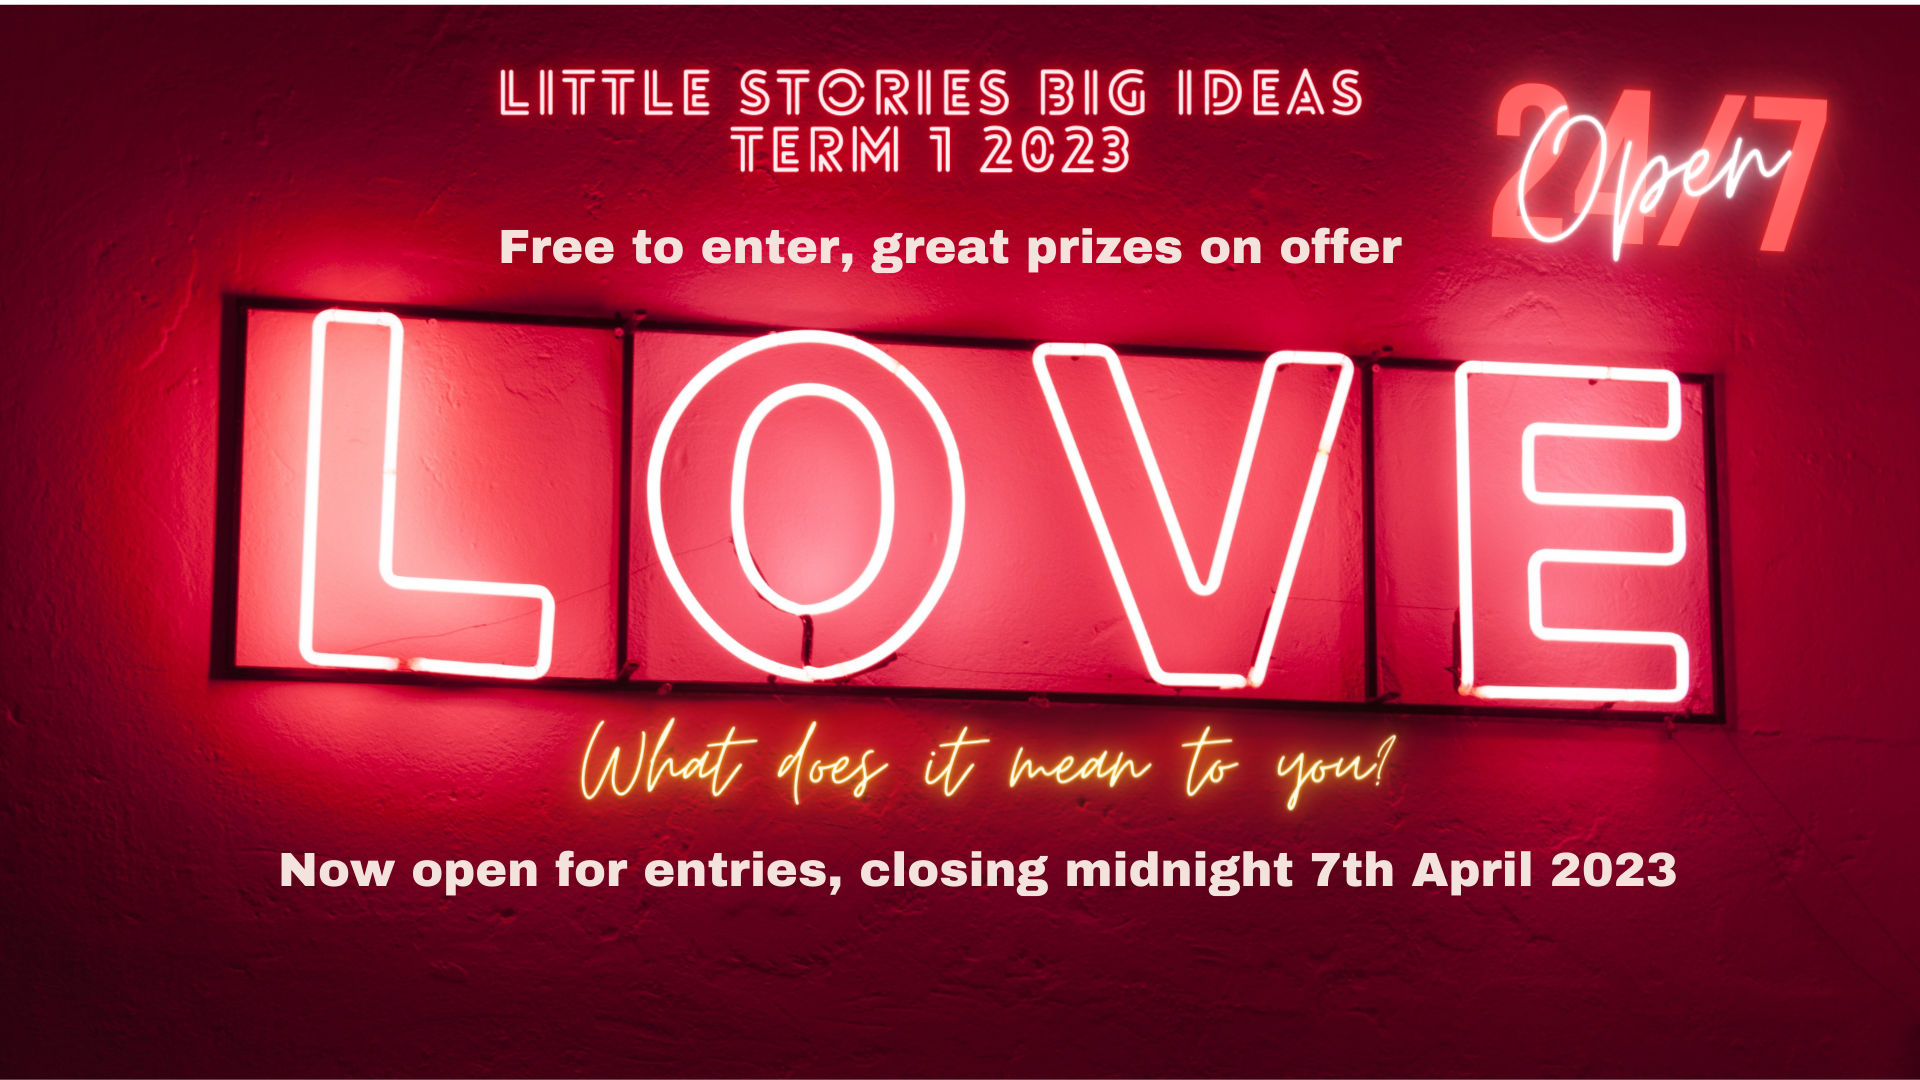 LITTLE STORIES BIG IDEAS
TERM 1 2023
24/7
Open
Free to enter, great prizes on offer
LOVE
What does it mean to you?
Now open for entries, closing midnight 7th April 2023